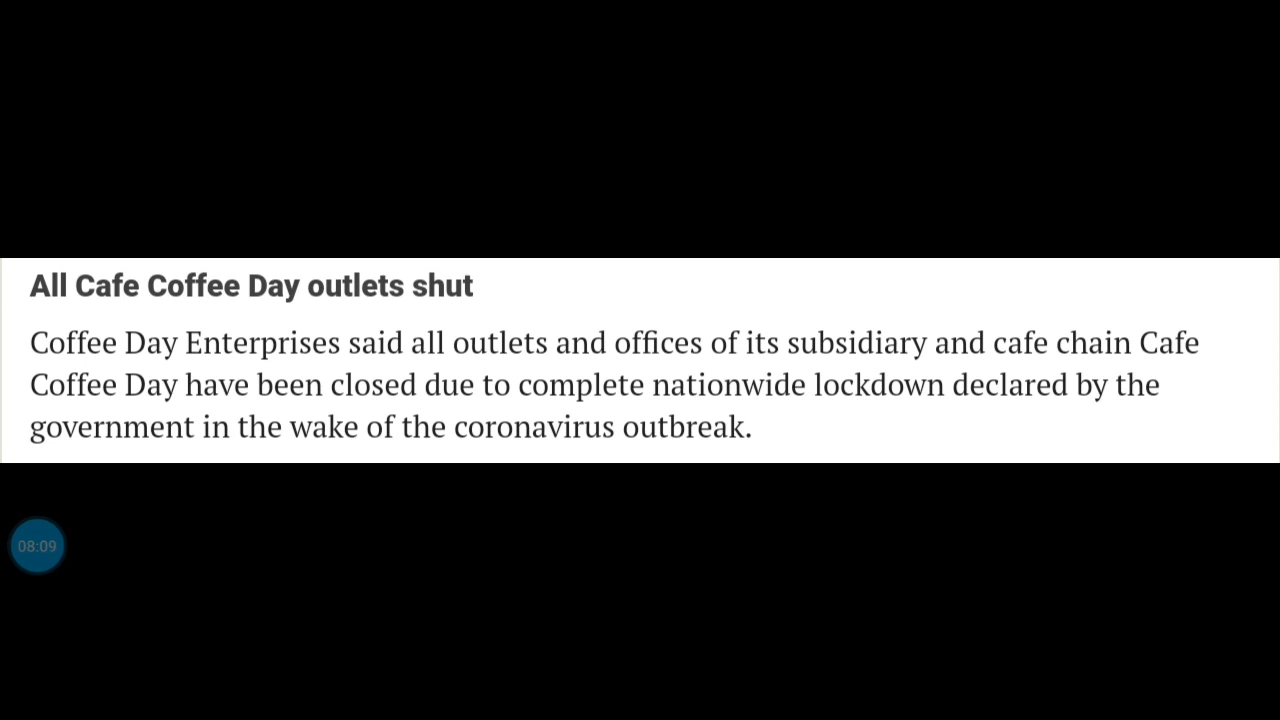 All Cafe Coffee Day outlets shut
Coffee Day Enterprises said all outlets and offices of its subsidiary and cafe chain Cafe
Coffee Day have been closed due to complete nationwide lockdown declared by the
government in the wake of the coronavirus outbreak.
08:09